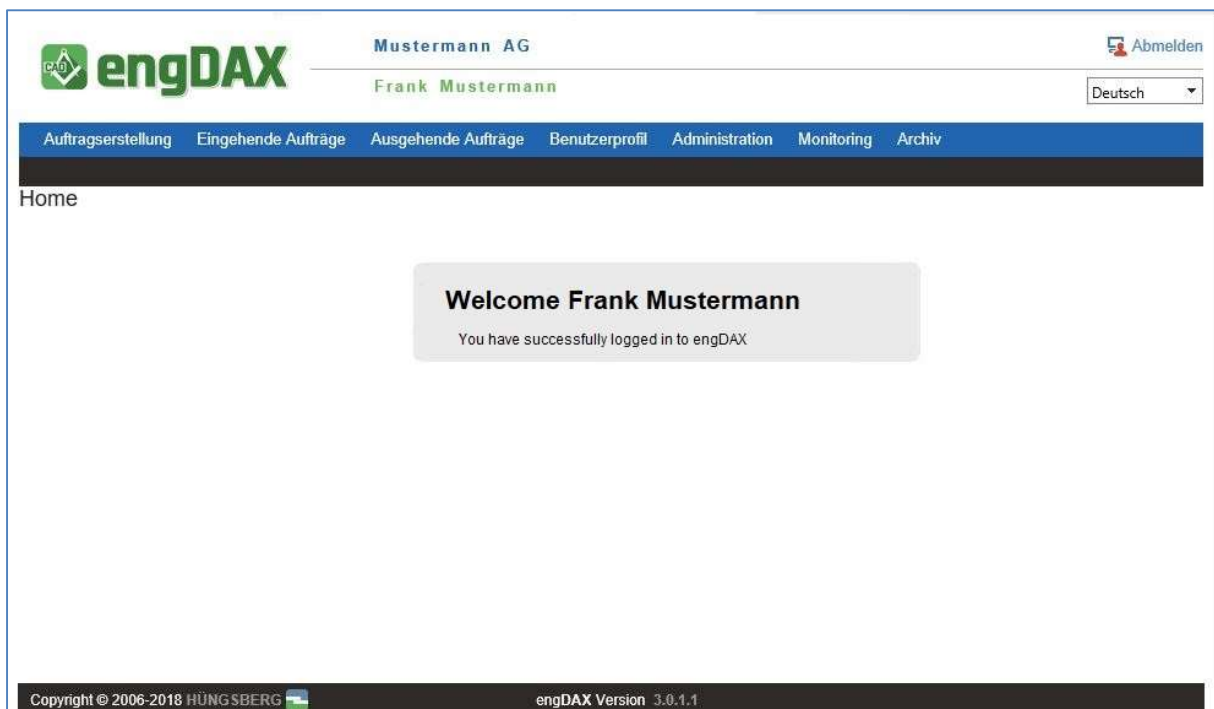 CAD engDAX
Mustermann AG
Abmelden
Frank Mustermann
Deutsch
Auftragserstellung Eingehende Aufträge Ausgehende Aufträge Benutzerprofil Administration Monitoring Archiv
Home
Welcome Frank Mustermann
You have successfully logged in to engDAX
Copyright © 2006-2018 HÜNGSBERG engDAX Version 3.0.1.1